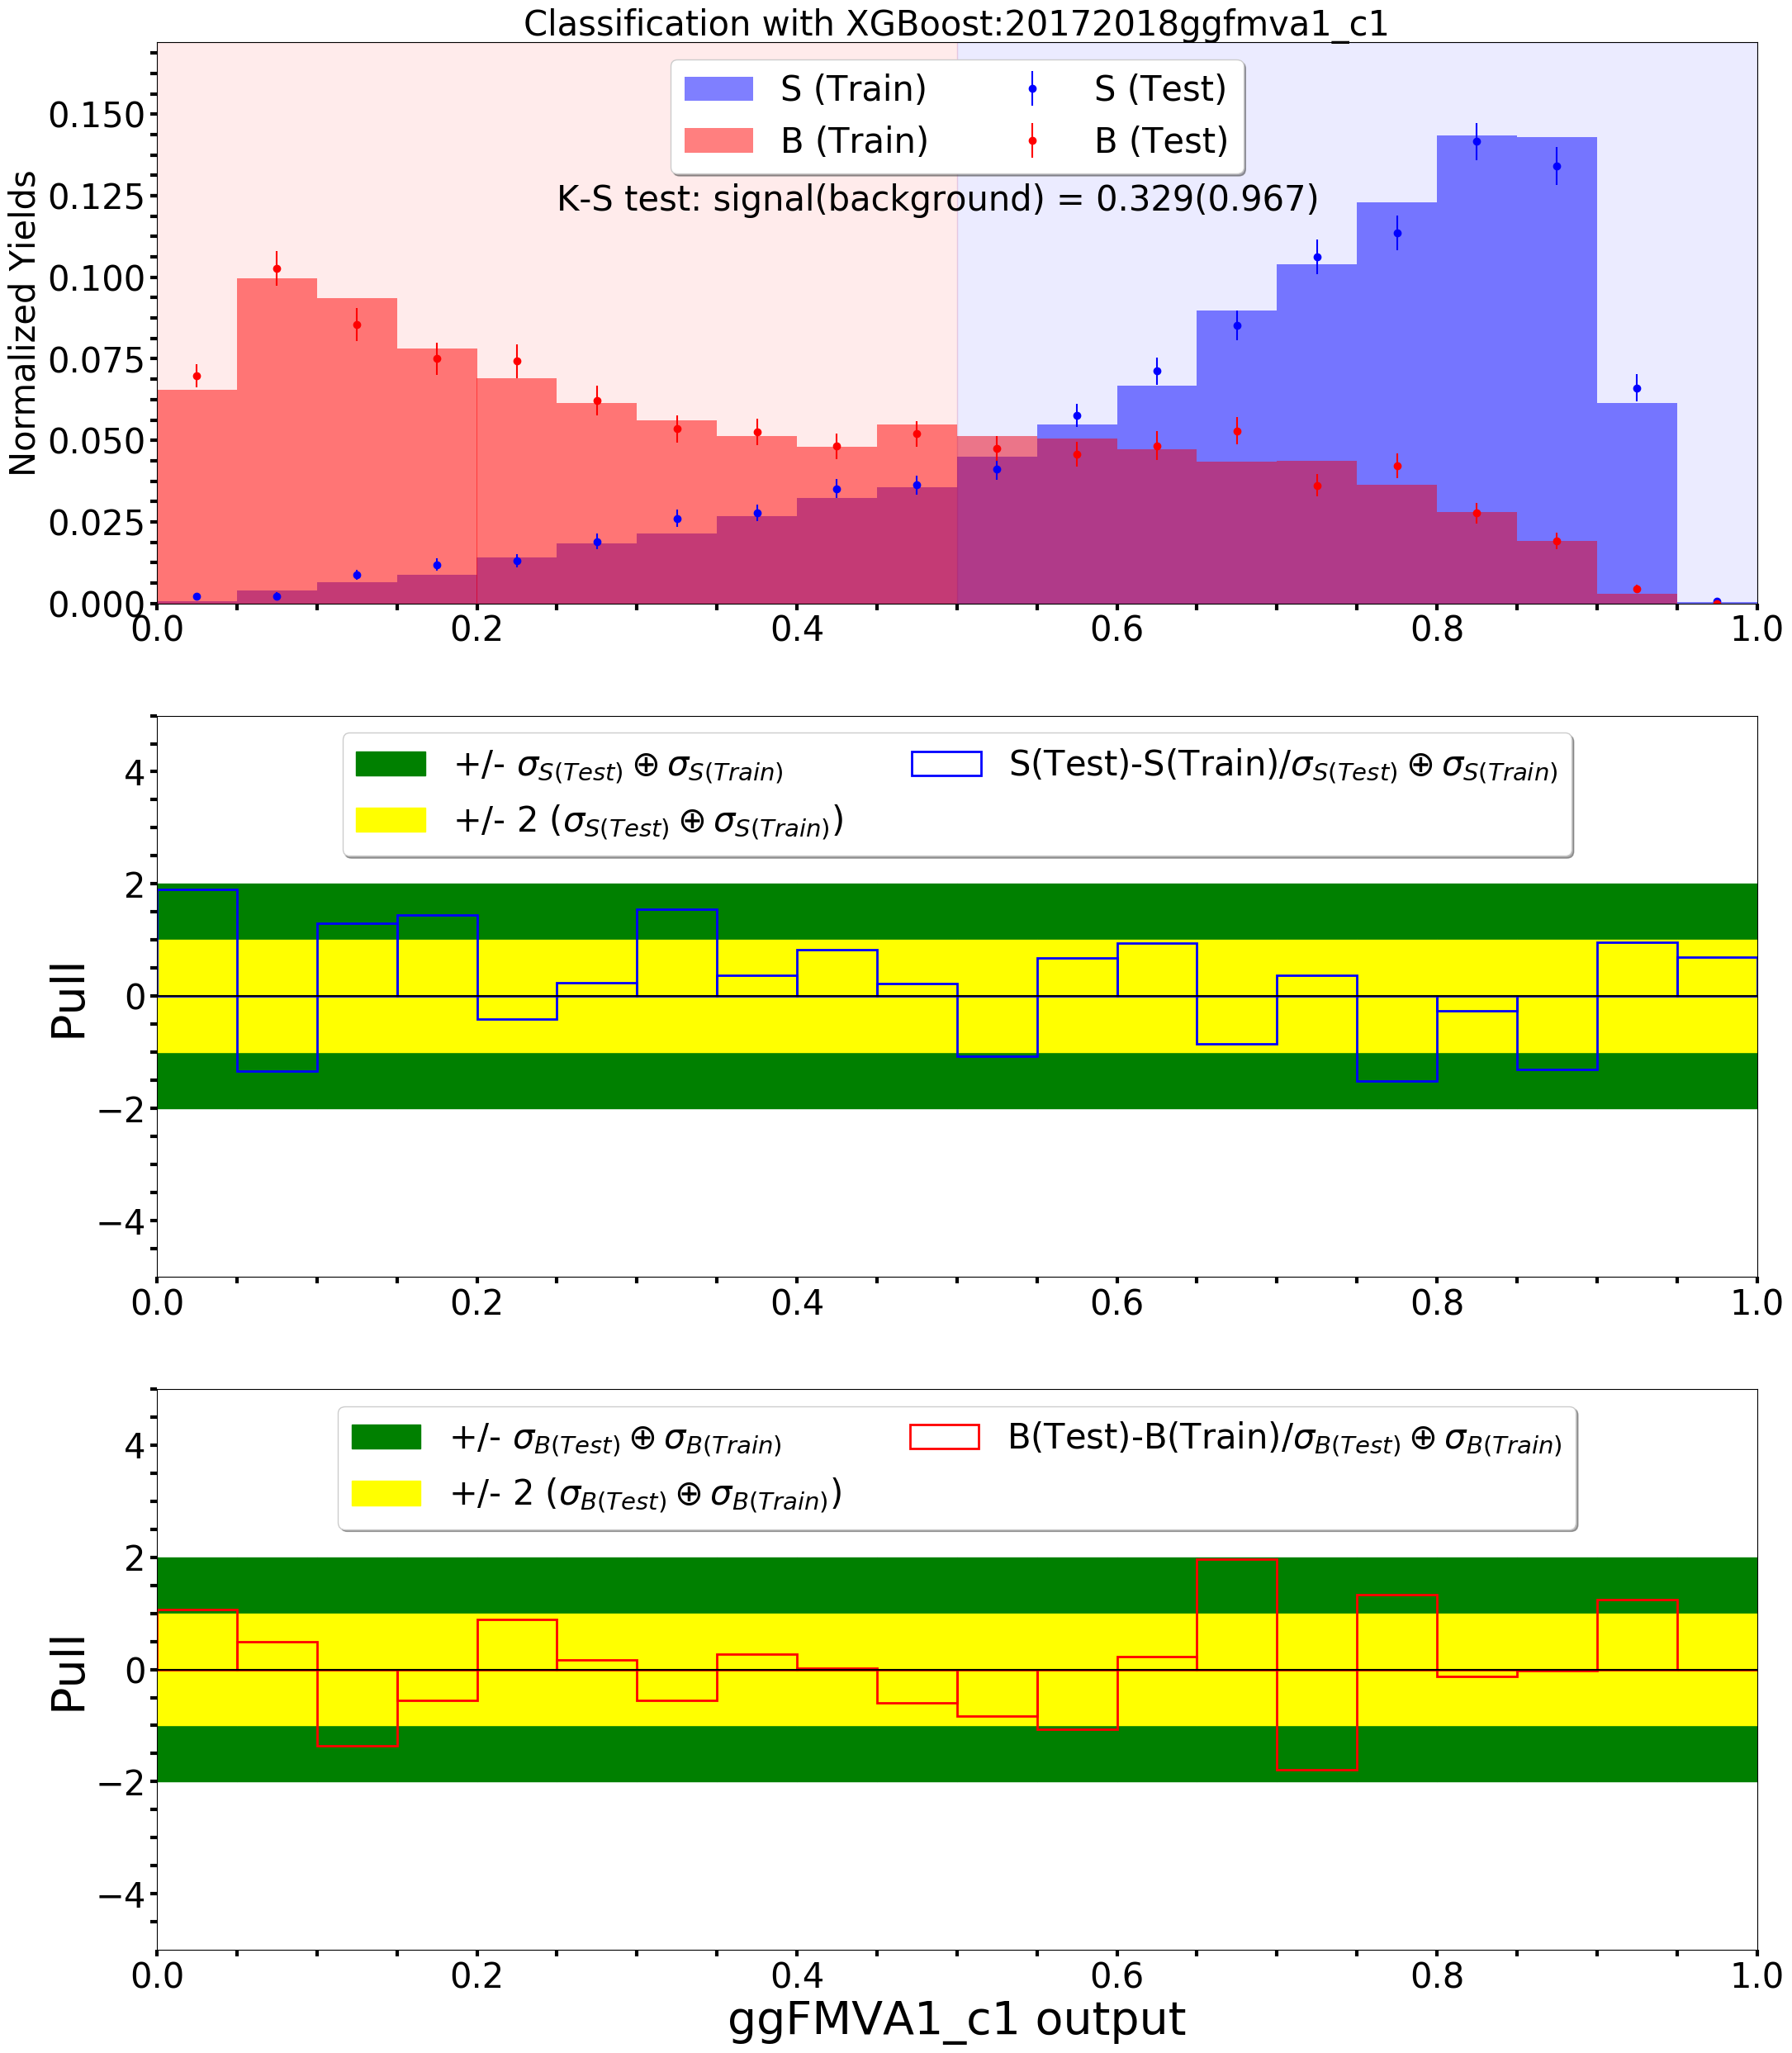 Classification with XGBoost:20172018ggfmva1_c1
S (Train) S (Test)
B (Train) B (Test)
K-S test: signal(background) = 0.329(0.967)
Normalized Yields
0.150
0.125
0.100
0.075
0.050
0.025
0.000
0.0 0.2 0.4 0.6 0.8 1.0
+/- σS(Test) ⊕ σS(Train) S(Test)-S(Train)/σS(Test) ⊕ σS(Train)
+/- 2 (σS(Test) ⊕ σS(Train))
Pull
4
2
0
−2
−4
0.0 0.2 0.4 0.6 0.8 1.0
+/- σB(Test) ⊕ σB(Train) B(Test)-B(Train)/σB(Test) ⊕ σB(Train)
+/- 2 (σB(Test) ⊕ σB(Train))
Pull
4
2
0
−2
−4
0.0 0.2 0.4 0.6 0.8 1.0
ggFMVA1_c1 output